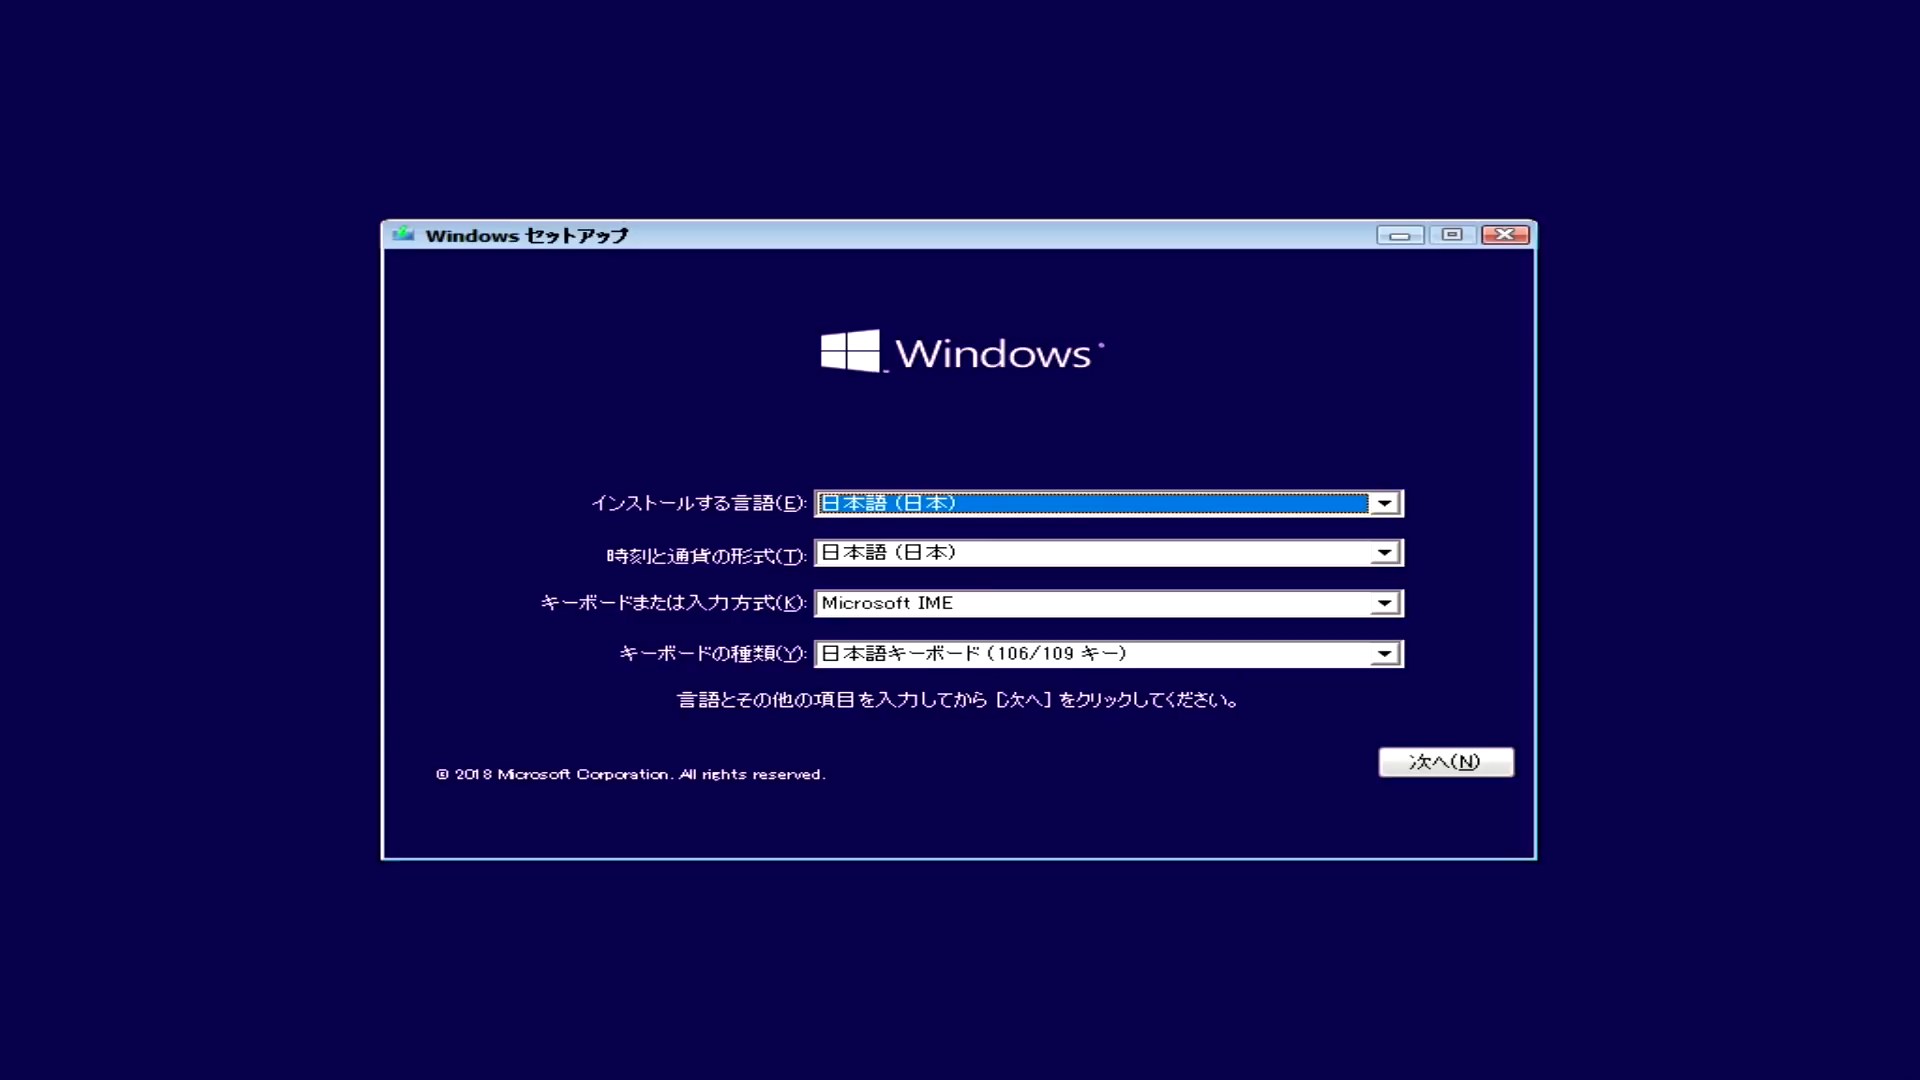 Windows セットアップ
Windows
インストールする言語(E): 日本語 (日本)
時刻と通貨の形式(T): 日本語 (日本)
キーボードまたは入力方式(K): Microsoft IME
キーボードの種類(Y): 日本語キーボード (106/109 キー)
言語とその他の項目を入力してから [次へ] をクリックしてください。
次へ(N)
© 2018 Microsoft Corporation. All rights reserved.